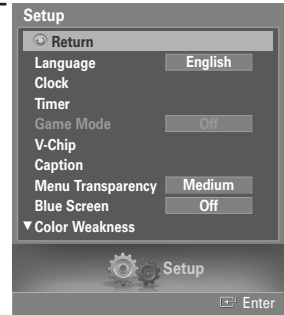 Setup
Return
Language English
Clock
Timer
Game Mode Off
V-Chip
Caption
Menu Transparency Medium
Blue Screen Off
▼Color Weakness
Setup
Enter